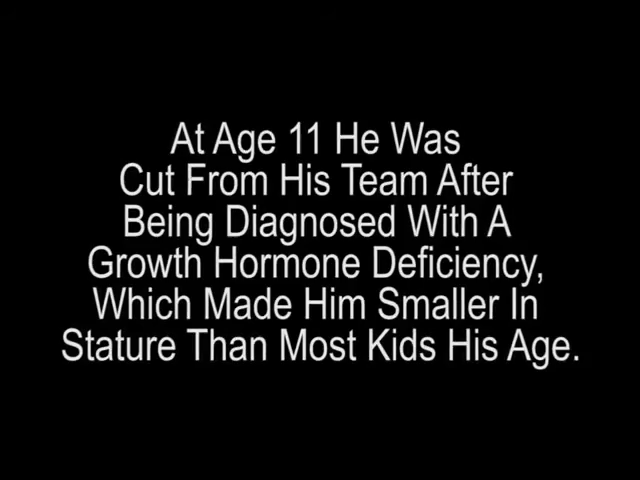 At Age 11 He Was
Cut From His Team After
Being Diagnosed With A
Growth Hormone Deficiency,
Which Made Him Smaller In
Stature Than Most Kids His Age.